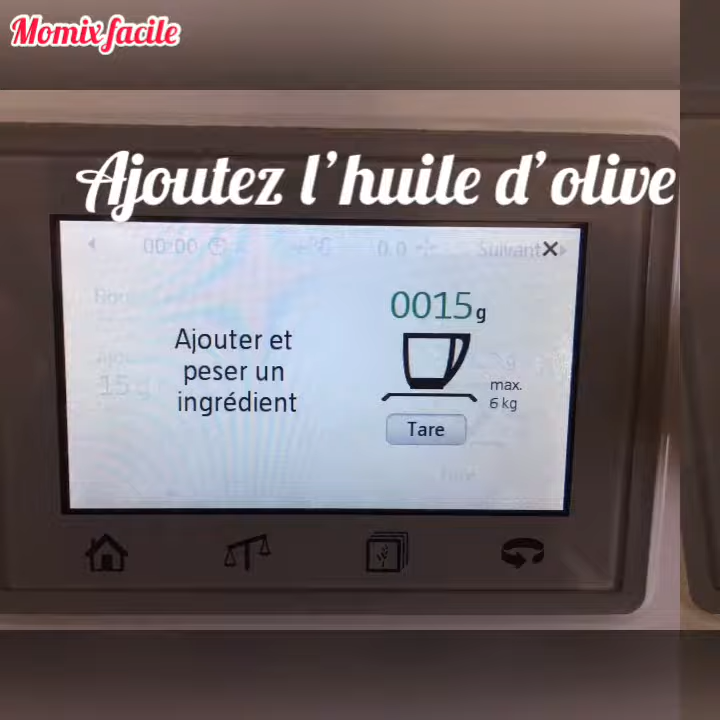 Momix facile
Ajoutez l'huile d'olive
00:00
0.0
Suivant
Ajouter et
peser un
ingrédient
0015g
max.
6 kg
Tare
15 g